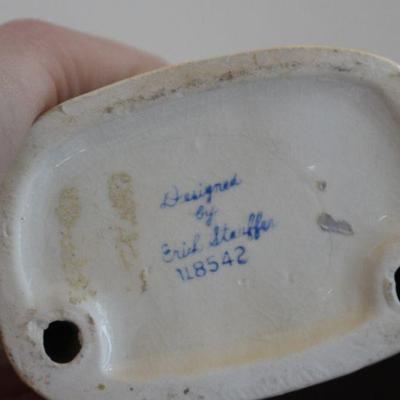 Designed
by
Erich Stauffer
U8542